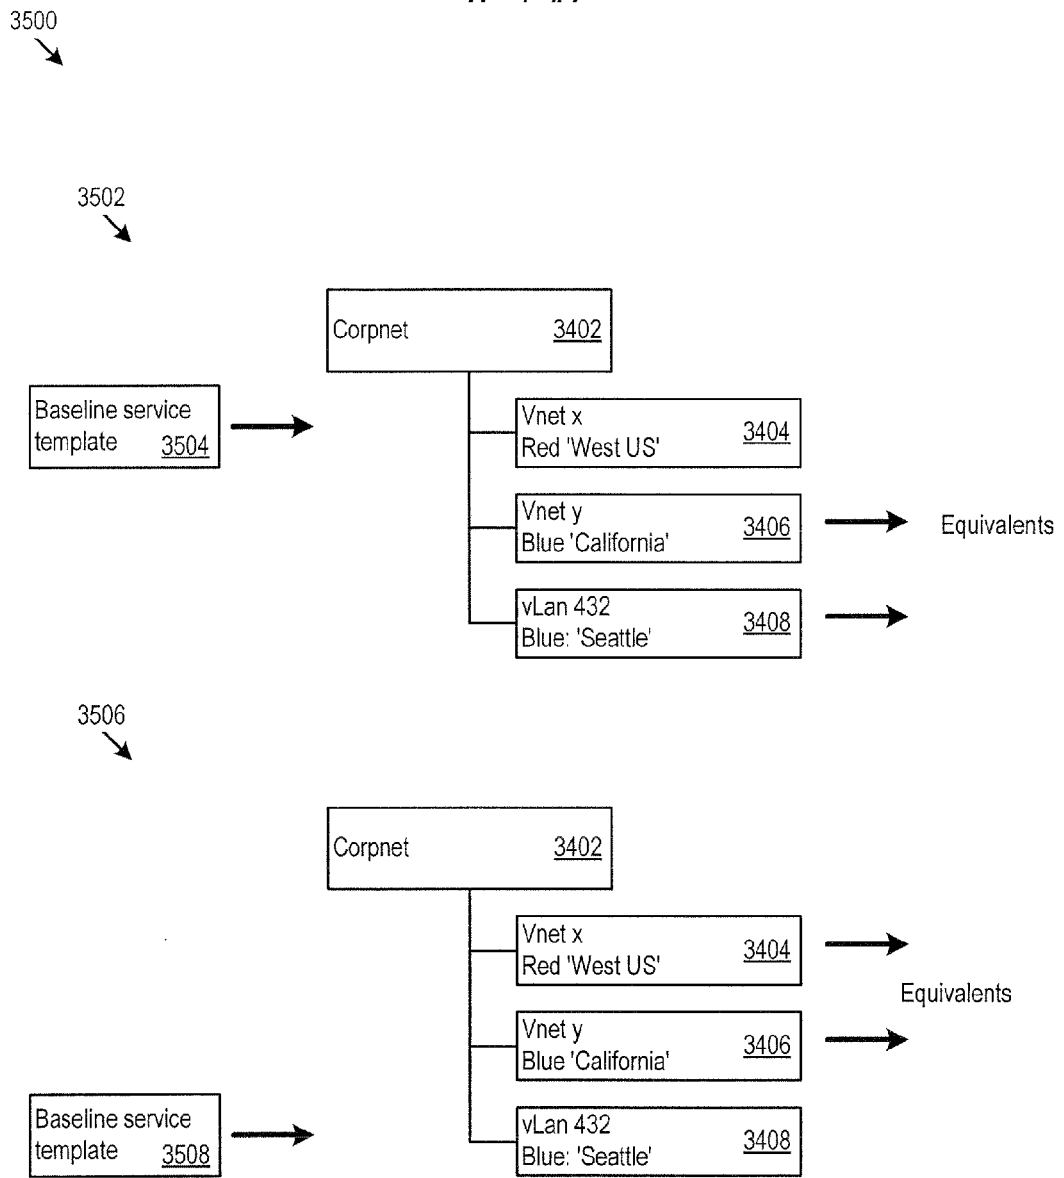 3500
3502
Corpnet 3402
Baseline service
template 3504
Vnet x
Red 'West US' 3404
Vnet y
Blue 'California' 3406
Equivalents
vLan 432
Blue: 'Seattle' 3408
3506
Corpnet 3402
Vnet x
Red 'West US' 3404
Equivalents
Vnet y
Blue 'California' 3406
Baseline service
template 3508
vLan 432
Blue: 'Seattle' 3408